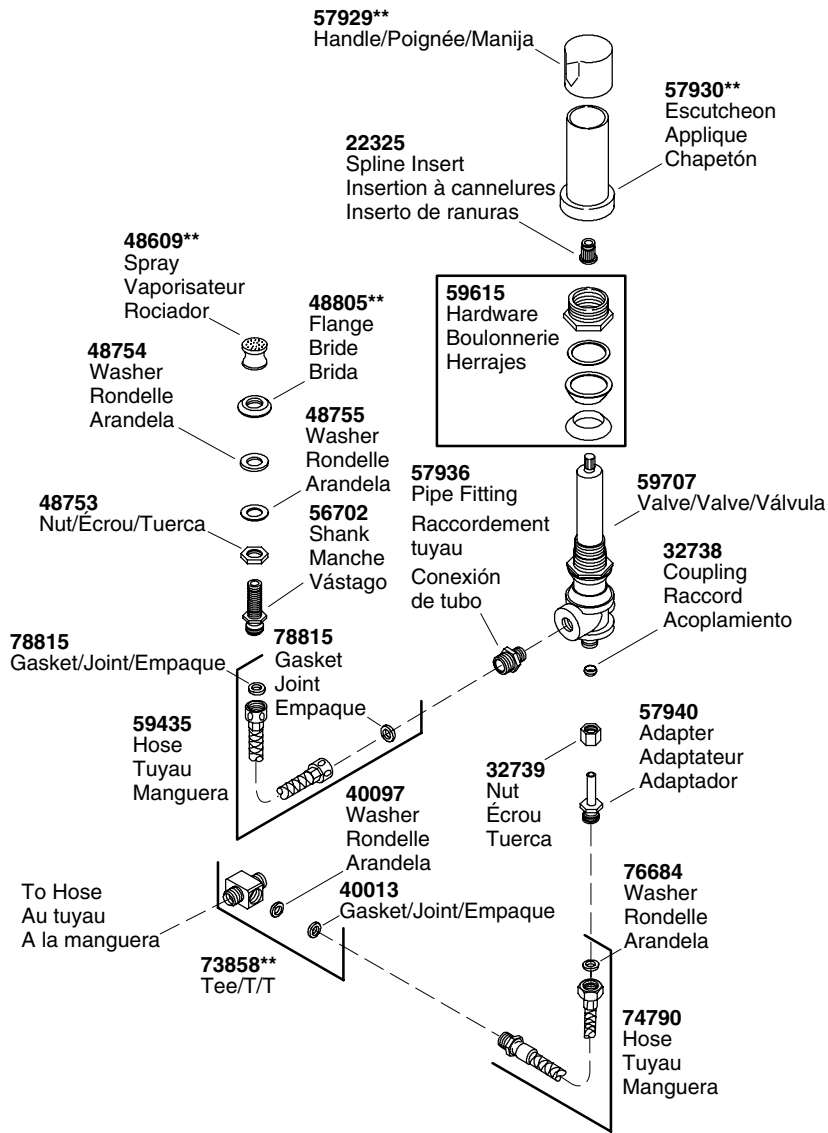 57929**
Handle/Poignée/Manija
57930**
Escutcheon
Applique
Chapetón
22325
Spline Insert
Insertion à cannelures
Inserto de ranuras
48609**
Spray
Vaporisateur
Rociador
48805**
Flange
Bride
Brida
59615
Hardware
Boulonnerie
Herrajes
48754
Washer
Rondelle
Arandela
48755
Washer
Rondelle
Arandela
57936
Pipe Fitting
Raccordement
tuyau
Conexión
de tubo
59707
Valve/Valve/Válvula
48753
Nut/Écrou/Tuerca
56702
Shank
Manche
Vástago
32738
Coupling
Raccord
Acoplamiento
78815
Gasket/Joint/Empaque
78815
Gasket
Joint
Empaque
59435
Hose
Tuyau
Manguera
57940
Adapter
Adaptateur
Adaptador
32739
Nut
Écrou
Tuerca
40097
Washer
Rondelle
Arandela
To Hose
Au tuyau
A la manguera
40013
Gasket/Joint/Empaque
76684
Washer
Rondelle
Arandela
73858**
Tee/T/T
74790
Hose
Tuyau
Manguera